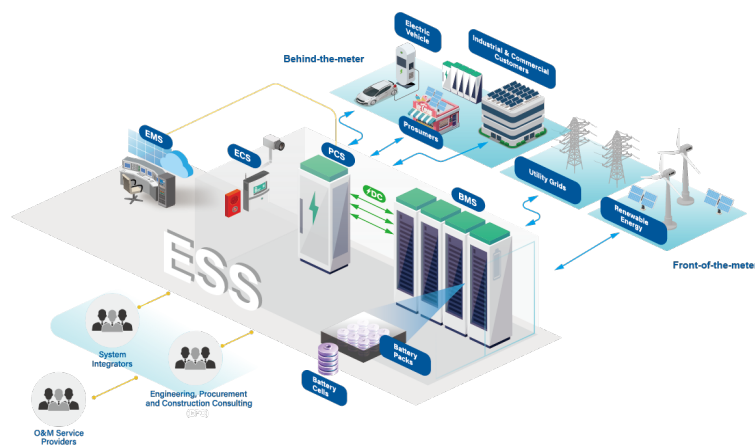 Electric
Vehicle
Industrial & Commercial
Customers
Behind-the-meter
EMS
ECS
PCS
Prosumers
Utility Grids
DC
BMS
Renewable
Energy
Front-of-the-meter
ESS
Battery
Packs
Battery
Cells
System
Integrators
Engineering, Procurement
and Construction Consulting
(EPC)
O&M Service
Providers